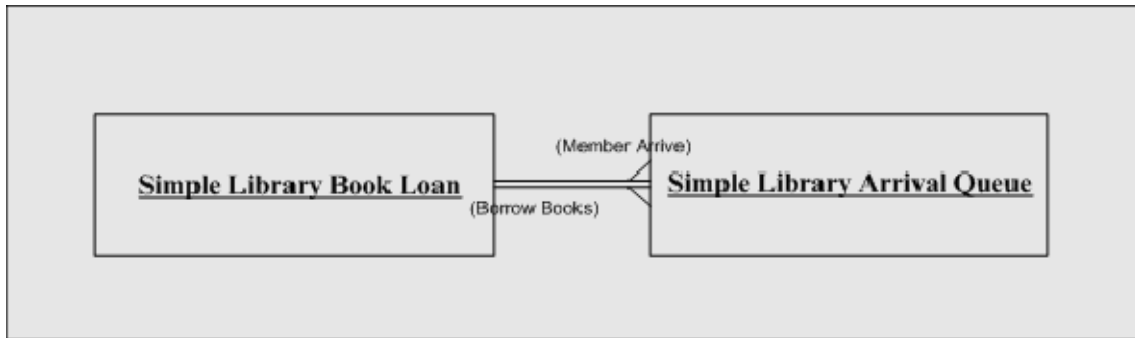 (Member Arrive)
Simple Library Book Loan
Simple Library Arrival Queue
(Borrow Books)